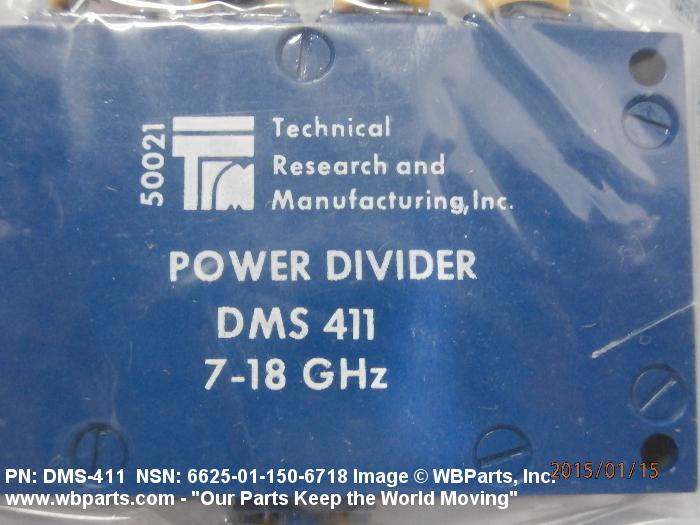 50021
Technical
Research and
Manufacturing, Inc.
POWER DIVIDER
DMS 411
7-18 GHz
PN: DMS-411 NSN: 6625-01-150-6718 Image © WBParts, Inc.
2015/01/15
www.wbparts.com - "Our Parts Keep the World Moving"